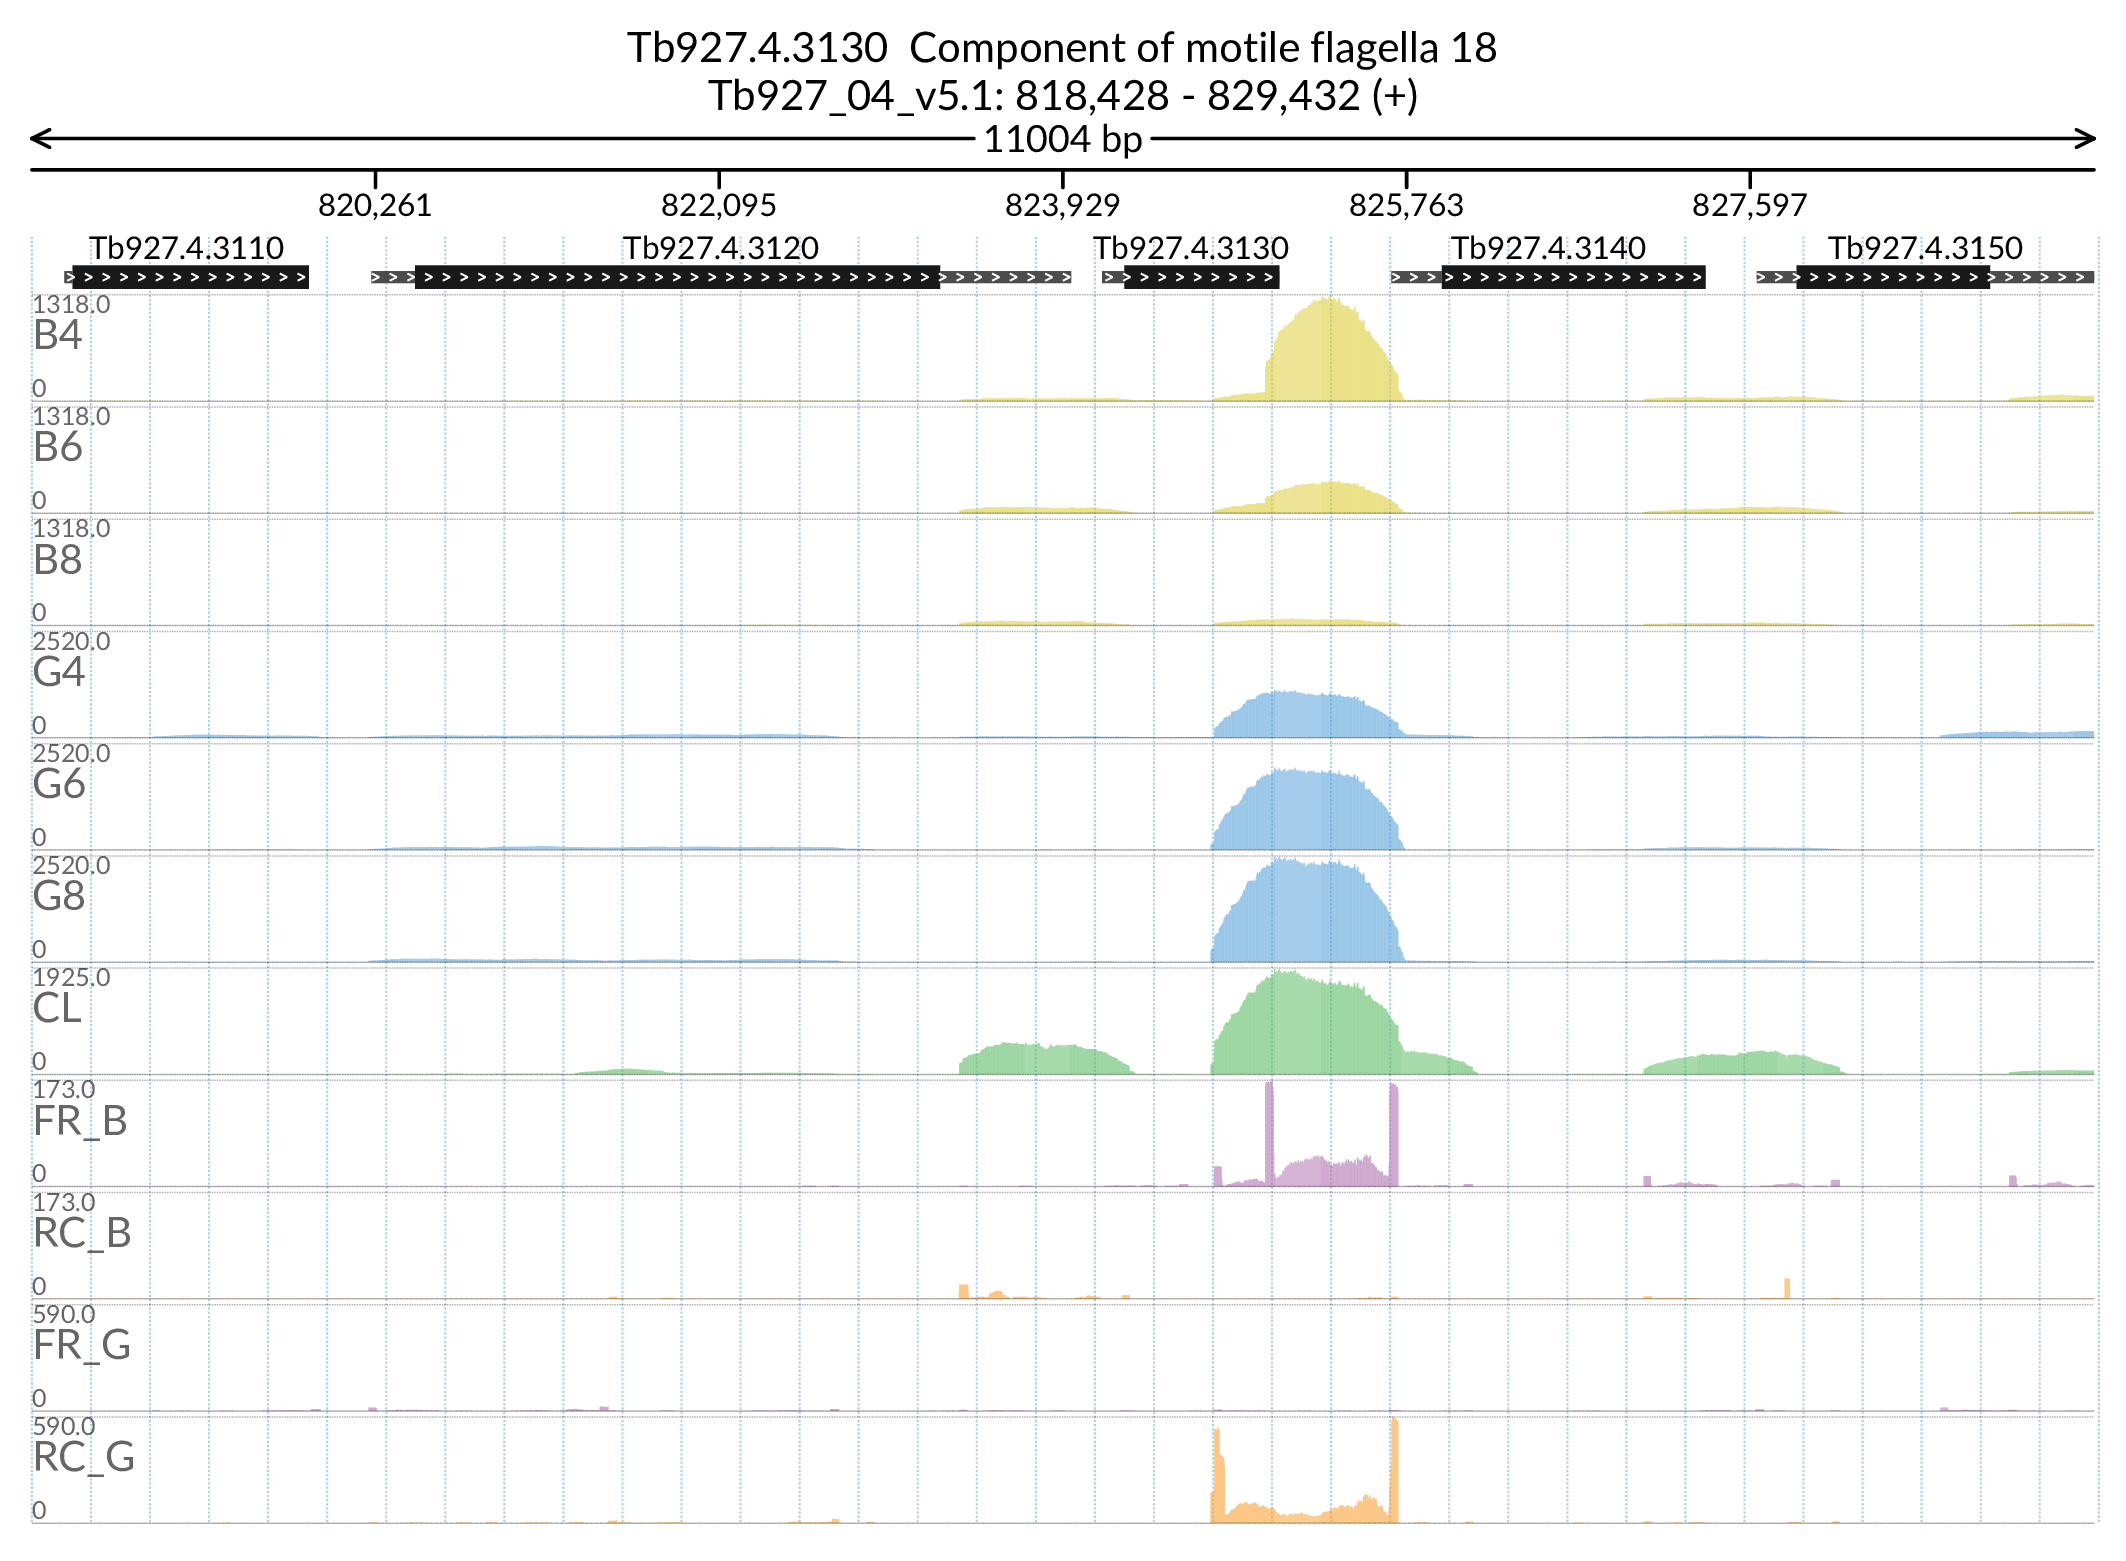 Tb927.4.3130  Component of motile flagella 18
Tb927_04_v5.1: 818,428 - 829,432 (+)
11004 bp
820,261 822,095 823,929 825,763 827,597
Tb927.4.3110 Tb927.4.3120 Tb927.4.3130 Tb927.4.3140 Tb927.4.3150
1318.0
B4
0
1318.0
B6
0
1318.0
B8
0
2520.0
G4
0
2520.0
G6
0
2520.0
G8
0
1925.0
CL
0
173.0
FR_B
0
173.0
RC_B
0
590.0
FR_G
0
590.0
RC_G
0